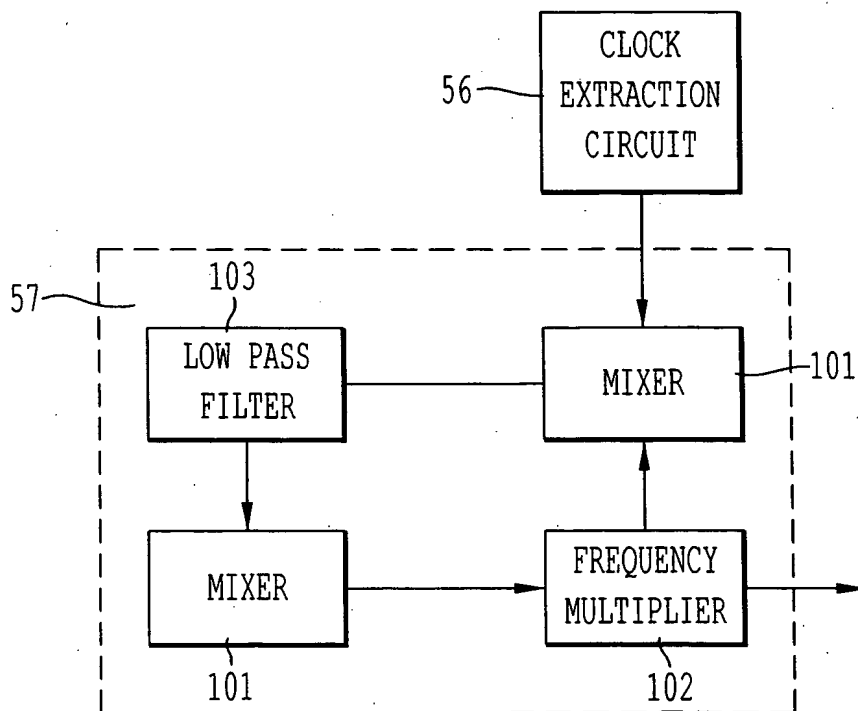 CLOCK
EXTRACTION
CIRCUIT
56
57
103
LOW PASS
FILTER
MIXER
101
MIXER
101
FREQUENCY
MULTIPLIER
102